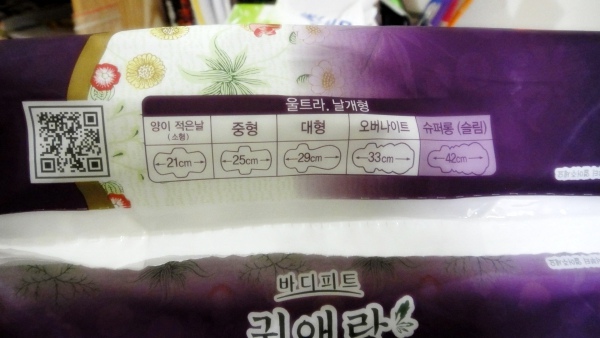 울트라, 날개형
양이 적은날 중형 대형 오버나이트 슈퍼롱 (슬림)
(소형)
21cm 25cm 29cm 33cm 42cm
바디피트
귀애랑